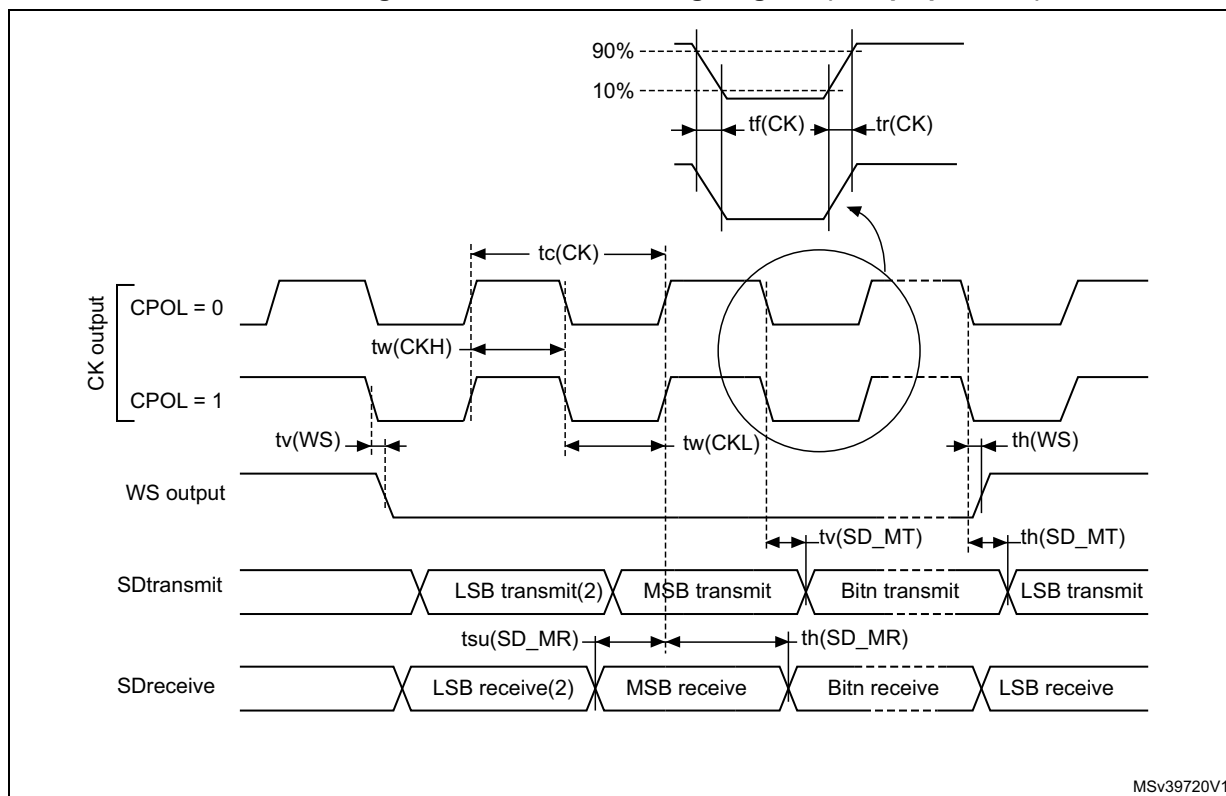 90%
10%
tf(CK)
tr(CK)
tc(CK)
CK output
CPOL = 0
tw(CKH)
CPOL = 1
tv(WS)
tw(CKL)
th(WS)
WS output
tv(SD_MT)
th(SD_MT)
SDtransmit
LSB transmit(2)
MSB transmit
Bitn transmit
LSB transmit
tsu(SD_MR)
th(SD_MR)
SDreceive
LSB receive(2)
MSB receive
Bitn receive
LSB receive
MSv39720V1